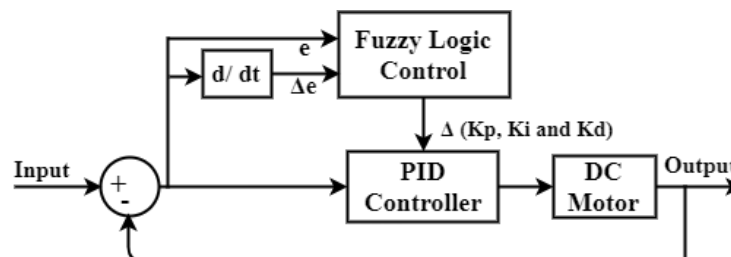 Fuzzy Logic
Control
e
d/ dt
Δe
Δ (Kp, Ki and Kd)
Input
+
-
PID
Controller
DC
Motor
Output